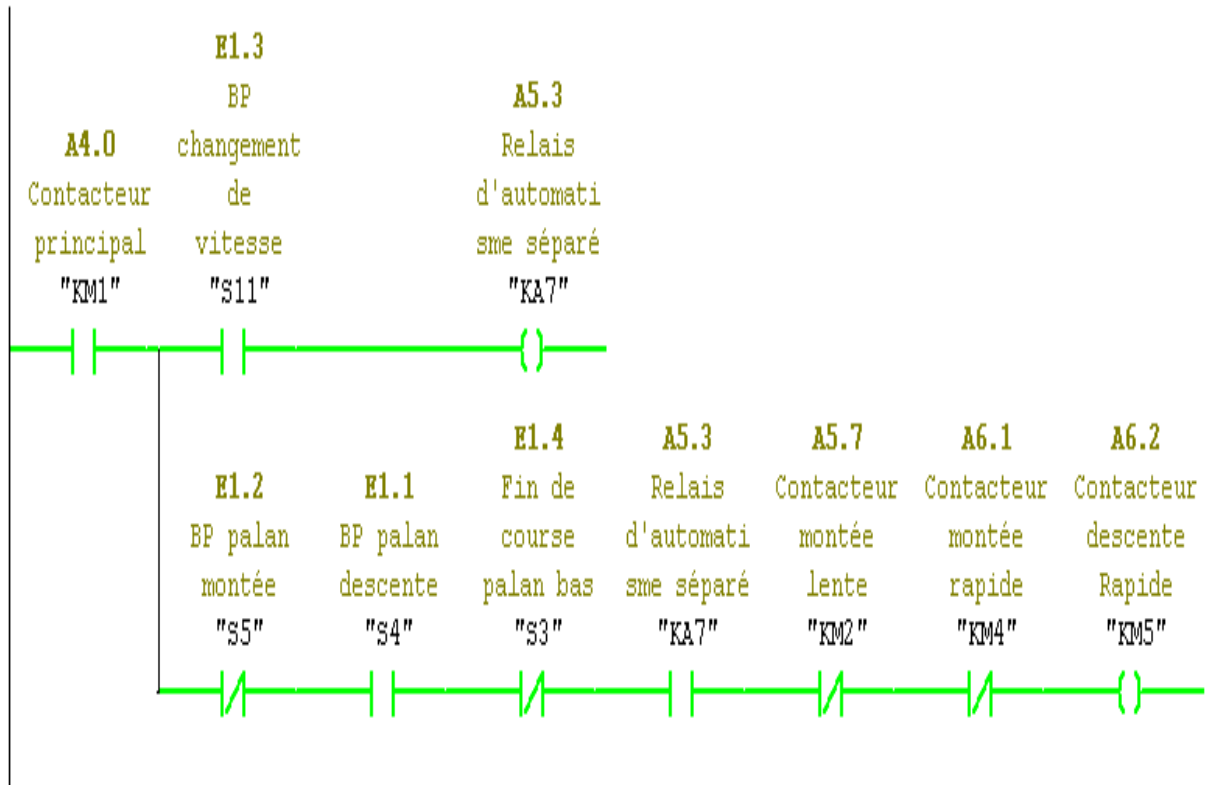 E1.3
BP
changement
de
vitesse
"S11"
A4.0
Contacteur
principal
"KM1"
A5.3
Relais
d'automati
sme séparé
"KA7"
E1.2
BP palan
montée
"S5"
E1.1
BP palan
descente
"S4"
E1.4
Fin de
course
palan bas
"S3"
A5.3
Relais
d'automati
sme séparé
"KA7"
A5.7
Contacteur
montée
lente
"KM2"
A6.1
Contacteur
montée
rapide
"KM4"
A6.2
Contacteur
descente
Rapide
"KM5"